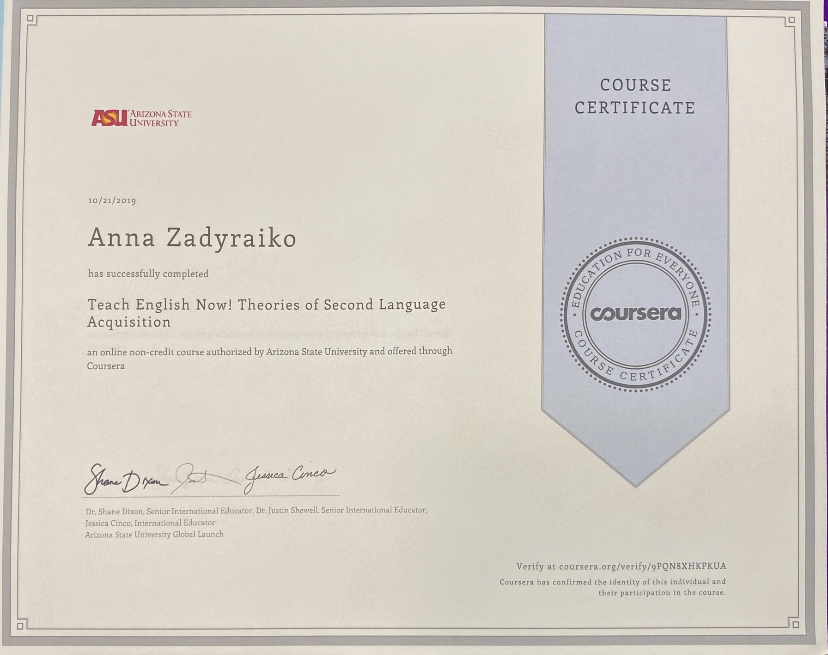 ASU ARIZONA STATE
UNIVERSITY
10/21/2019
Anna Zadyraiko
has successfully completed
Teach English Now! Theories of Second Language
Acquisition
an online non-credit course authorized by Arizona State University and offered through
Coursera
Shane Dixon Jessica Cinco
Dr. Shane Dixon, Senior International Educator, Dr. Justin Shewell, Senior International Educator,
Jessica Cinco, International Educator
Arizona State University Global Launch
COURSE
CERTIFICATE
EDUCATION FOR EVERYONE
coursera
COURSE CERTIFICATE
Verify at coursera.org/verify/9PQN8XHKPKUA
Coursera has confirmed the identity of this individual and
their participation in the course.